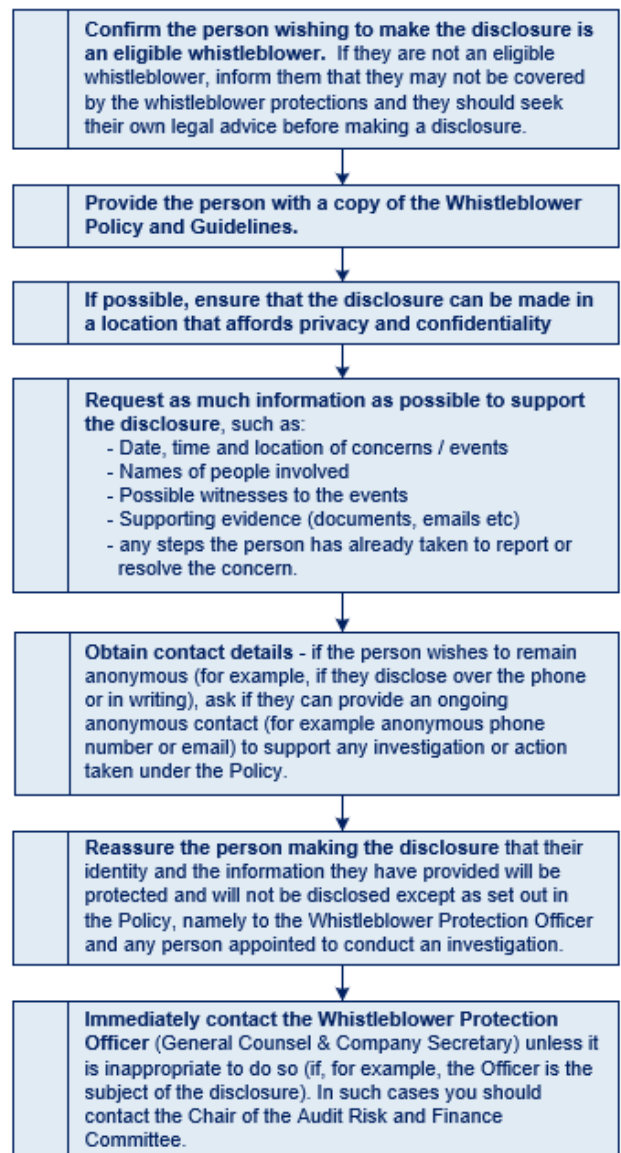 Confirm the person wishing to make the disclosure is
an eligible whistleblower. If they are not an eligible
whistleblower, inform them that they may not be covered
by the whistleblower protections and they should seek
their own legal advice before making a disclosure.
Provide the person with a copy of the Whistleblower
Policy and Guidelines.
If possible, ensure that the disclosure can be made in
a location that affords privacy and confidentiality
Request as much information as possible to support
the disclosure, such as:
- Date, time and location of concerns / events
- Names of people involved
- Possible witnesses to the events
- Supporting evidence (documents, emails etc)
- any steps the person has already taken to report or
resolve the concern.
Obtain contact details - if the person wishes to remain
anonymous (for example, if they disclose over the phone
or in writing), ask if they can provide an ongoing
anonymous contact (for example anonymous phone
number or email) to support any investigation or action
taken under the Policy.
Reassure the person making the disclosure that their
identity and the information they have provided will be
protected and will not be disclosed except as set out in
the Policy, namely to the Whistleblower Protection Officer
and any person appointed to conduct an investigation.
Immediately contact the Whistleblower Protection
Officer (General Counsel & Company Secretary) unless it
is inappropriate to do so (if, for example, the Officer is the
subject of the disclosure). In such cases you should
contact the Chair of the Audit Risk and Finance
Committee.